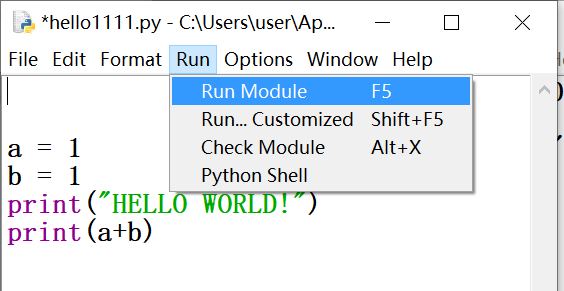 *hello1111.py - C:\Users\user\Ap...
File Edit Format Run Options Window Help
Run Module F5
Run... Customized Shift+F5
Check Module Alt+X
Python Shell
a = 1
b = 1
print("HELLO WORLD!")
print(a+b)